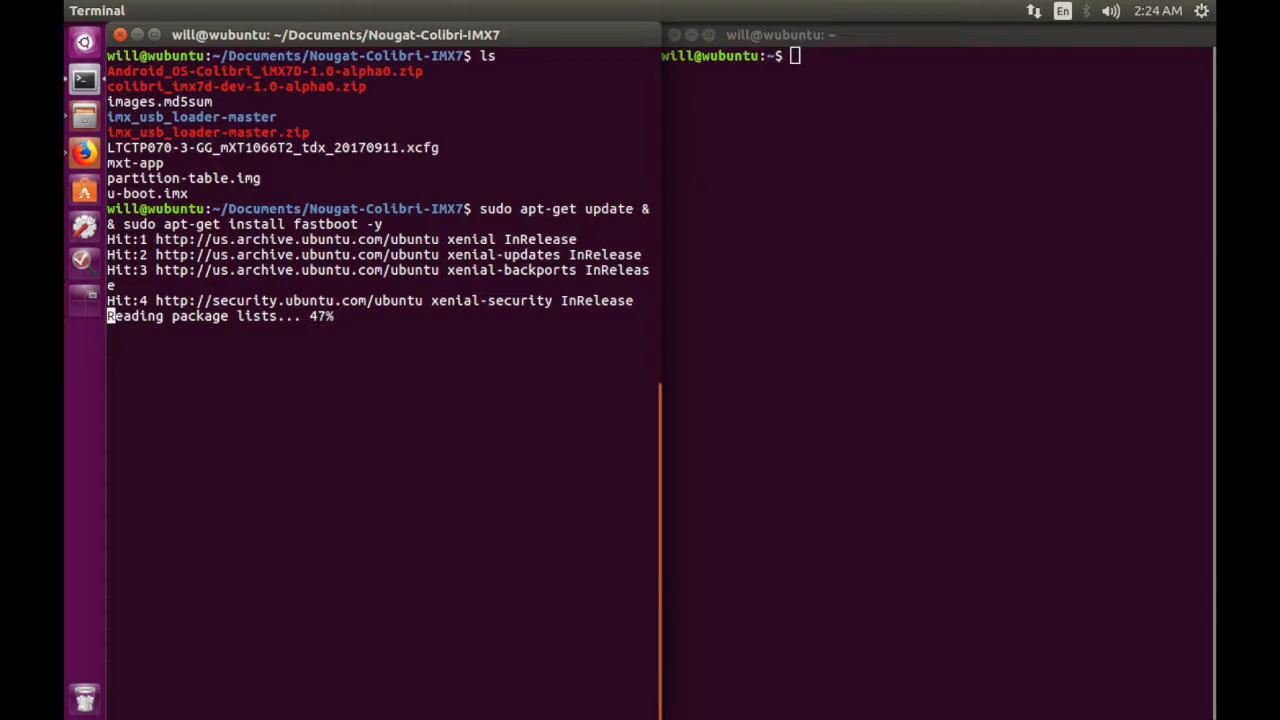 Terminal
En
2:24 AM
will@wubuntu: ~/Documents/Nougat-Colibri-IMX7
will@wubuntu:~/Documents/Nougat-Colibri-IMX7$ ls
Android_OS-Colibri_iMX7D-1.0-alpha0.zip
colibri_imx7d-dev-1.0-alpha0.zip
images.md5sum
imx_usb_loader-master
imx_usb_loader-master.zip
LTCTP070-3-GG_mXT1066T2_tdx_20170911.xcfg
mxt-app
partition-table.img
u-boot.imx
will@wubuntu:~/Documents/Nougat-Colibri-IMX7$ sudo apt-get update &
& sudo apt-get install fastboot -y
Hit:1 http://us.archive.ubuntu.com/ubuntu xenial InRelease
Hit:2 http://us.archive.ubuntu.com/ubuntu xenial-updates InRelease
Hit:3 http://us.archive.ubuntu.com/ubuntu xenial-backports InReleas
e
Hit:4 http://security.ubuntu.com/ubuntu xenial-security InRelease
Reading package lists... 47%
will@wubuntu: ~
will@wubuntu:~$